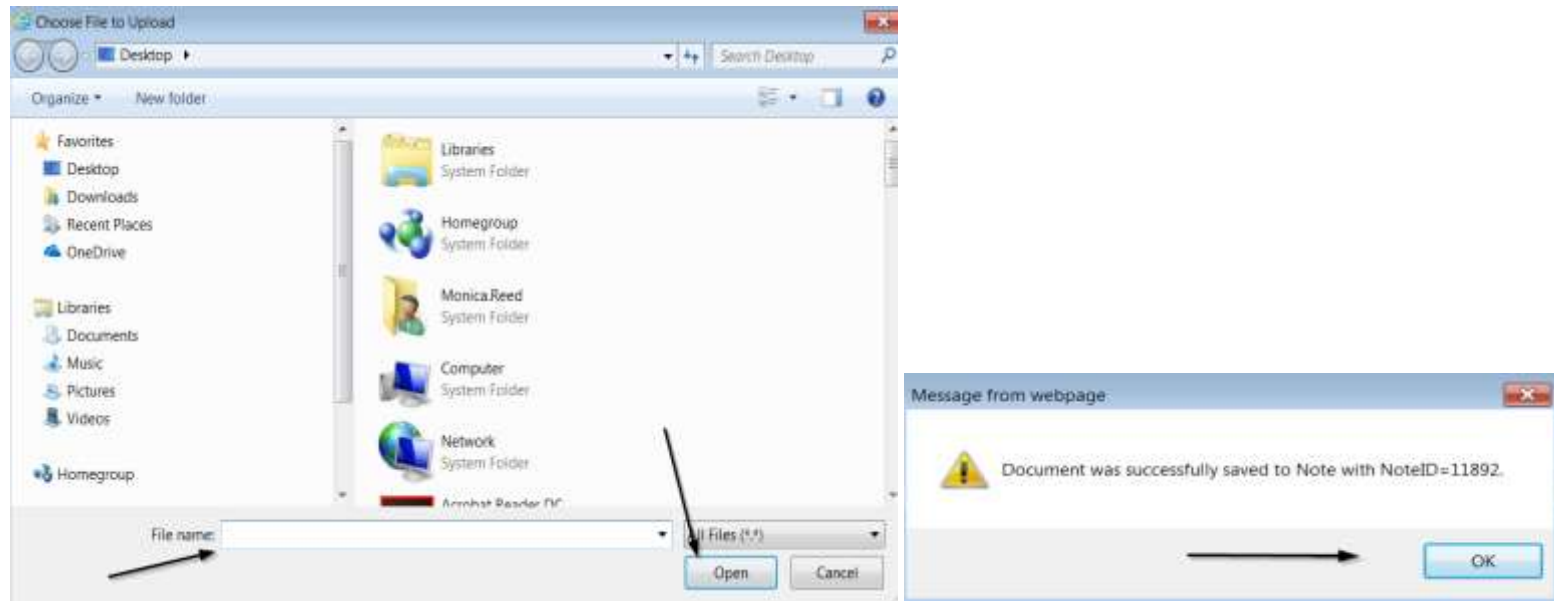 Choose File to Upload
Desktop
Search Desktop
Organize
New folder
Favorites
Desktop
Downloads
Recent Places
OneDrive
Libraries
Documents
Music
Pictures
Videos
Homegroup
Libraries
System Folder
Homegroup
System Folder
Monica.Reed
System Folder
Computer
System Folder
Network
System Folder
Acrobat Reader DC
File name:
All Files (*.*)
Open
Cancel
Message from webpage
Document was successfully saved to Note with NoteID=11892.
OK